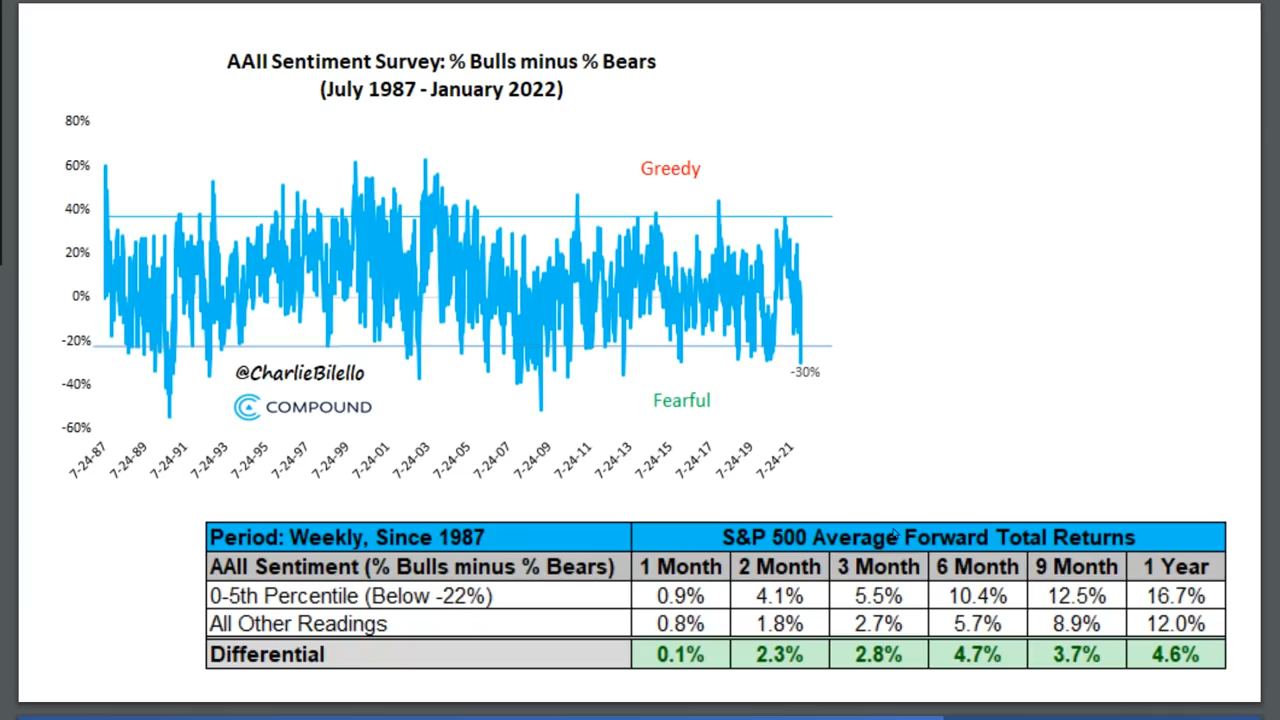 AAII Sentiment Survey: % Bulls minus % Bears
(July 1987 - January 2022)
80%
60%
40%
20%
0%
-20%
-40%
-60%
Greedy
Fearful
-30%
@CharlieBilello
COMPOUND
7-24-87 7-24-89 7-24-91 7-24-93 7-24-95 7-24-97 7-24-99 7-24-01 7-24-03 7-24-05 7-24-07 7-24-09 7-24-11 7-24-13 7-24-15 7-24-17 7-24-19 7-24-21
Period: Weekly, Since 1987 S&P 500 Average Forward Total Returns
AAII Sentiment (% Bulls minus % Bears) 1 Month 2 Month 3 Month 6 Month 9 Month 1 Year
0-5th Percentile (Below -22%) 0.9% 4.1% 5.5% 10.4% 12.5% 16.7%
All Other Readings 0.8% 1.8% 2.7% 5.7% 8.9% 12.0%
Differential 0.1% 2.3% 2.8% 4.7% 3.7% 4.6%